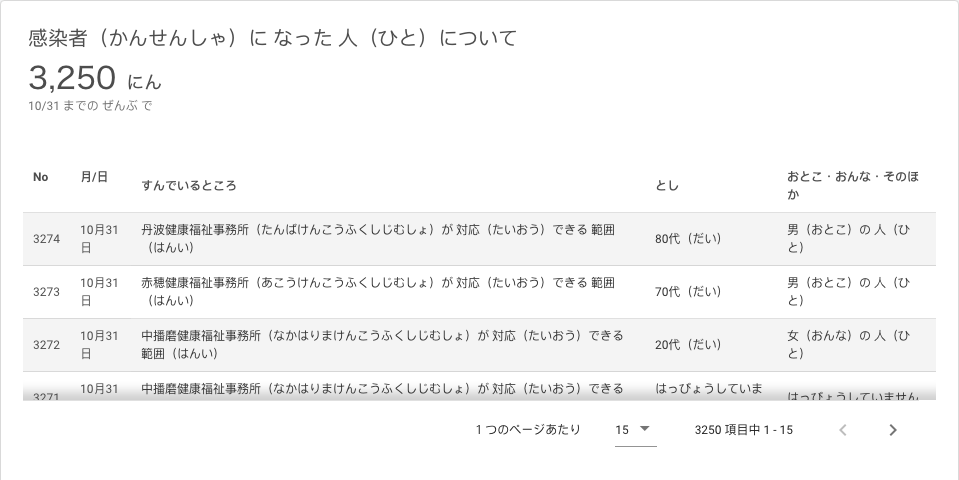 感染者（かんせんしゃ）に なった 人（ひと）について
3,250 にん
10/31 までの ぜんぶ で
No 月/日 すんでいるところ とし おとこ・おんな・そのほ
か
3274 10月31
日 丹波健康福祉事務所（たんばけんこうふくしじむしょ）が 対応（たいおう）できる 範囲
（はんい） 80代（だい） 男（おとこ）の 人（ひ
と）
3273 10月31
日 赤穂健康福祉事務所（あこうけんこうふくしじむしょ）が 対応（たいおう）できる 範囲
（はんい） 70代（だい） 男（おとこ）の 人（ひ
と）
3272 10月31
日 中播磨健康福祉事務所（なかはりまけんこうふくしじむしょ）が 対応（たいおう）できる
範囲（はんい） 20代（だい） 女（おんな）の 人（ひ
と）
3271 10月31 中播磨健康福祉事務所（なかはりまけんこうふくしじむしょ）が 対応（たいおう）できる はっぴょうしていま はっぴょうしていません
1 つのページあたり 15 3250 項目中 1 - 15